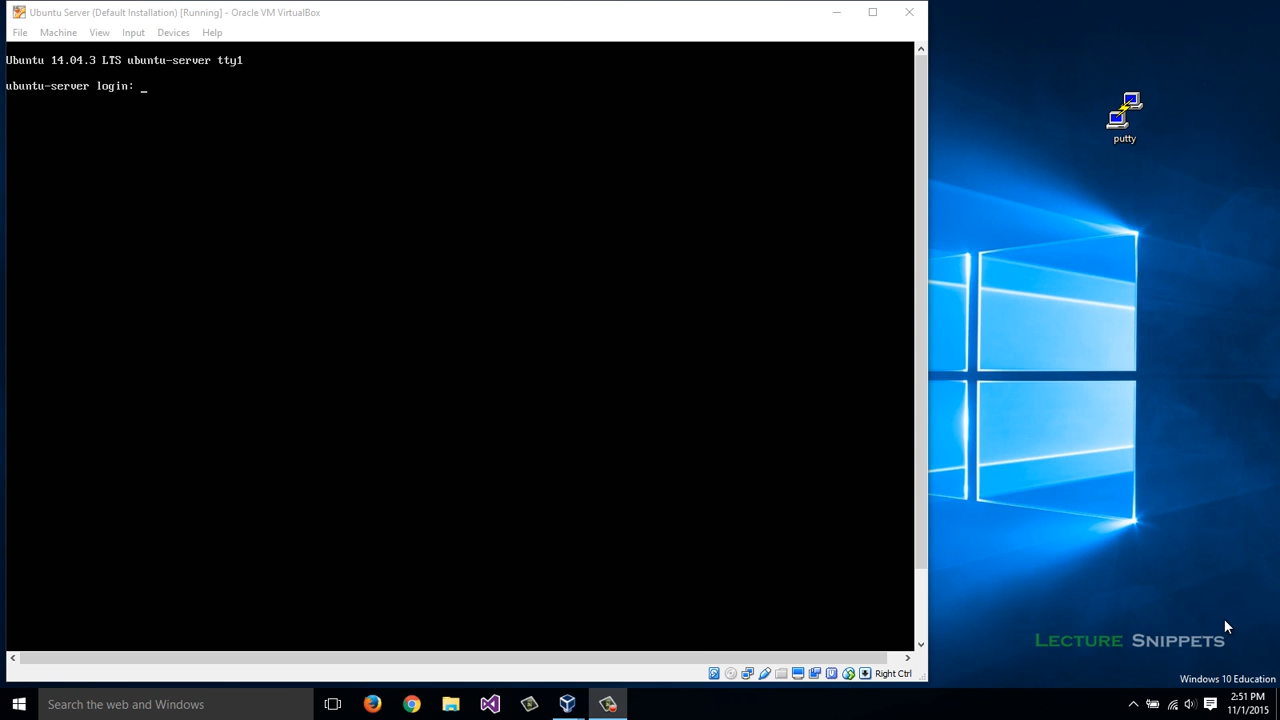 Ubuntu Server (Default Installation) [Running] - Oracle VM VirtualBox
File Machine View Input Devices Help
Ubuntu 14.04.3 LTS ubuntu-server tty1
ubuntu-server login: _
putty
LECTURE SNIPPETS
Right Ctrl
Windows 10 Education
Search the web and Windows
2:51 PM
11/1/2015